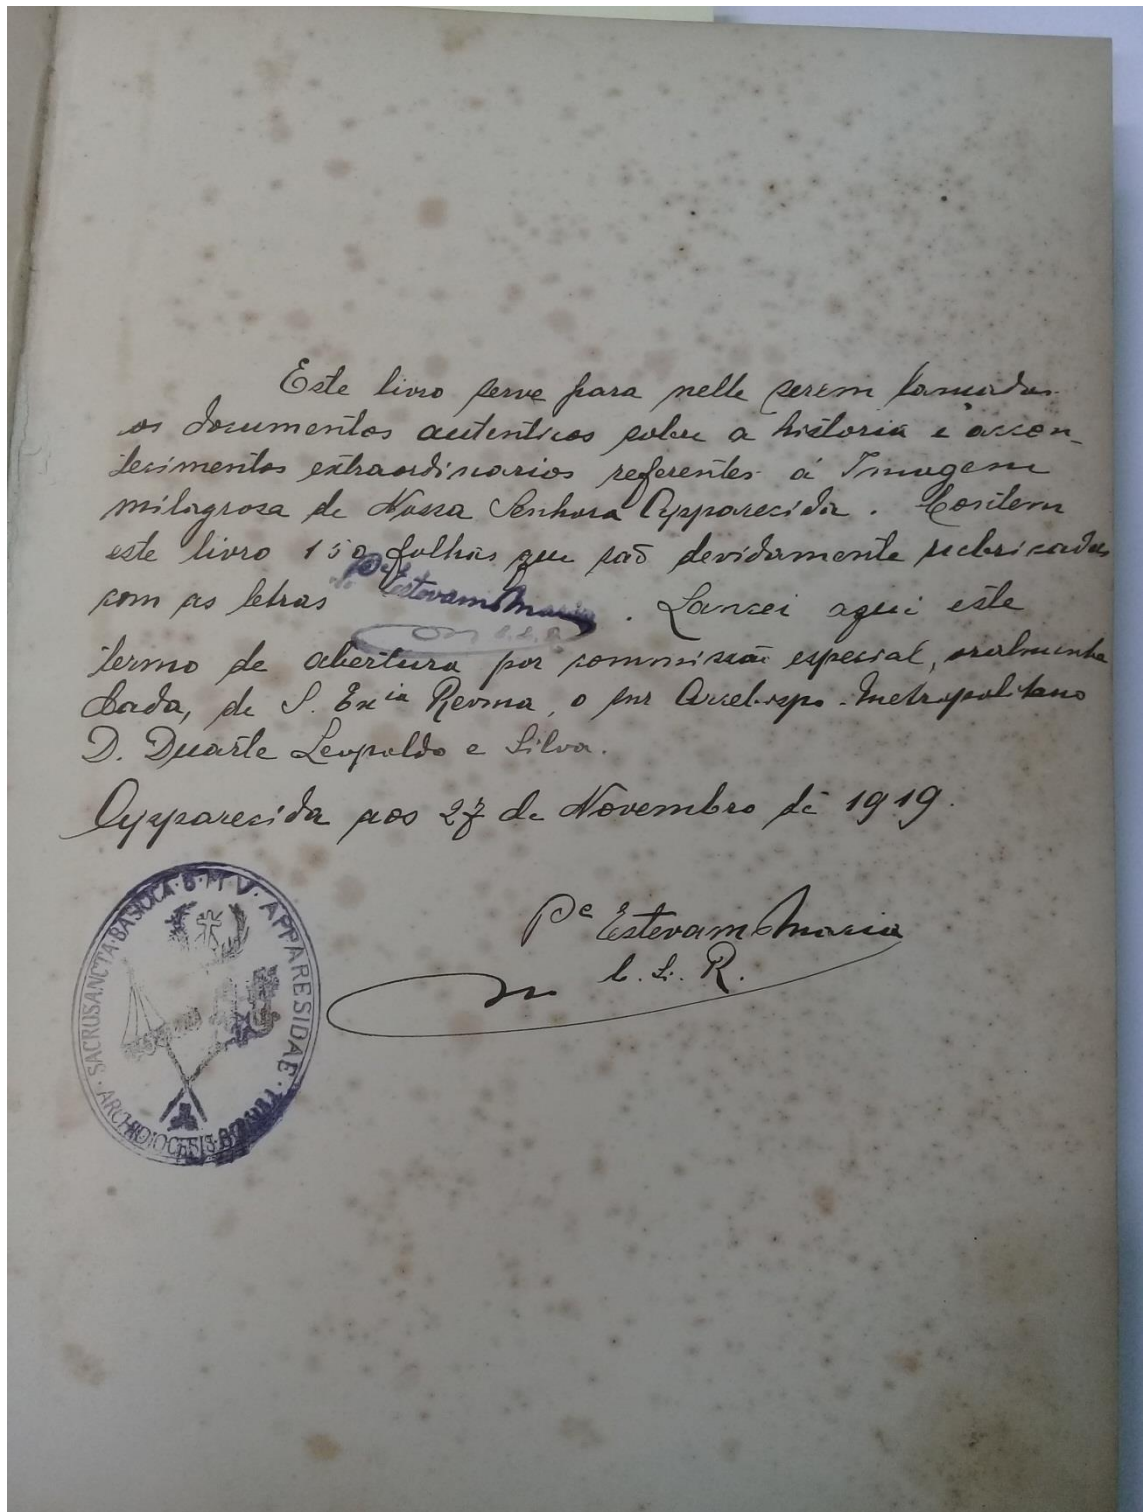 Este livro serve para nelle serem lançados
os documentos autenticos sobre a historia e accon-
tecimentos extraordinarios referentes á Imagem
milagrosa de Nossa Senhora Apparecida. Contem
este livro 150 folhas que são devidamente rubricadas
com as letras Pe Estevam Maria . Lancei aqui este
termo de abertura por commissão especial, oralmente
dada, de S. Excia Revma, o snr Arcebispo Metropolitano
D. Duarte Leopoldo e Silva.
Apparecida aos 27 de Novembro de 1919.
Pe Estevam Maria
C. Ss. R.
SACROSANCTA·BASILICA·B·M·V·APPARESIDAE
ARCHIDIOCESIS